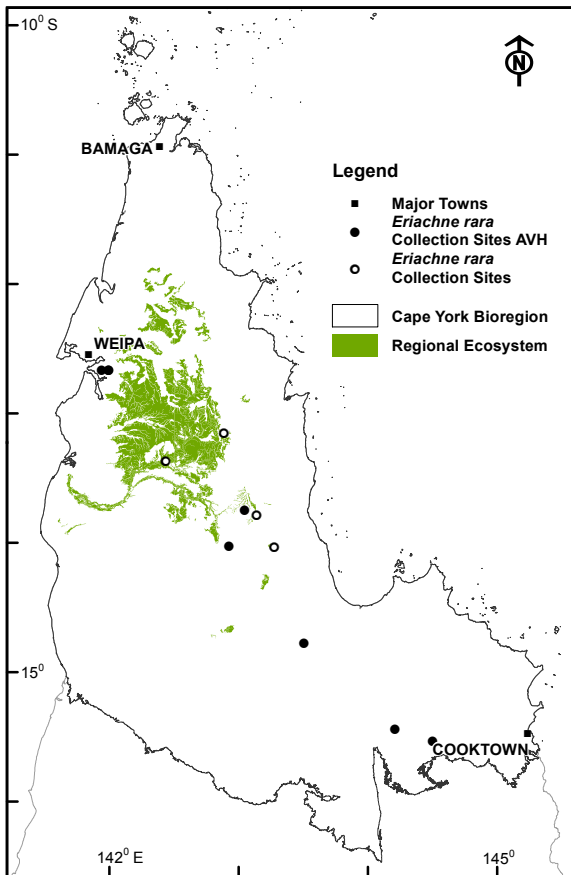 10⁰ S
N
BAMAGA
Legend
Major Towns
Eriachne rara
Collection Sites AVH
Eriachne rara
Collection Sites
Cape York Bioregion
WEIPA
Regional Ecosystem
15⁰
COOKTOWN
142⁰ E
145⁰